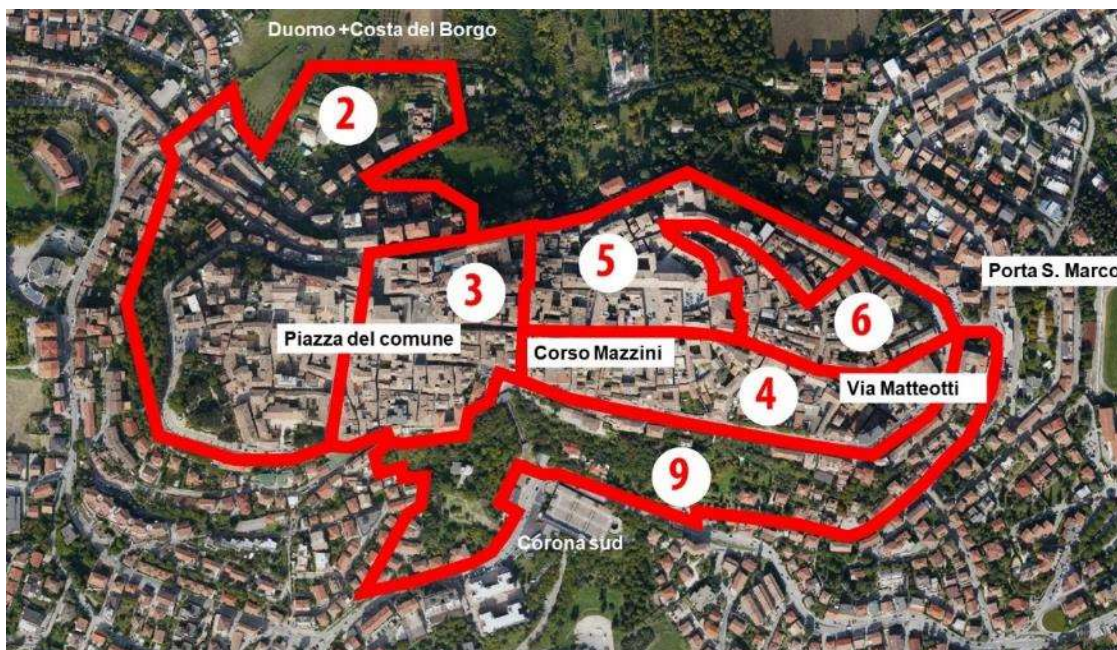 Duomo +Costa del Borgo
2
5
Porta S. Marco
3
6
Piazza del comune
Corso Mazzini
4
Via Matteotti
9
Corona sud